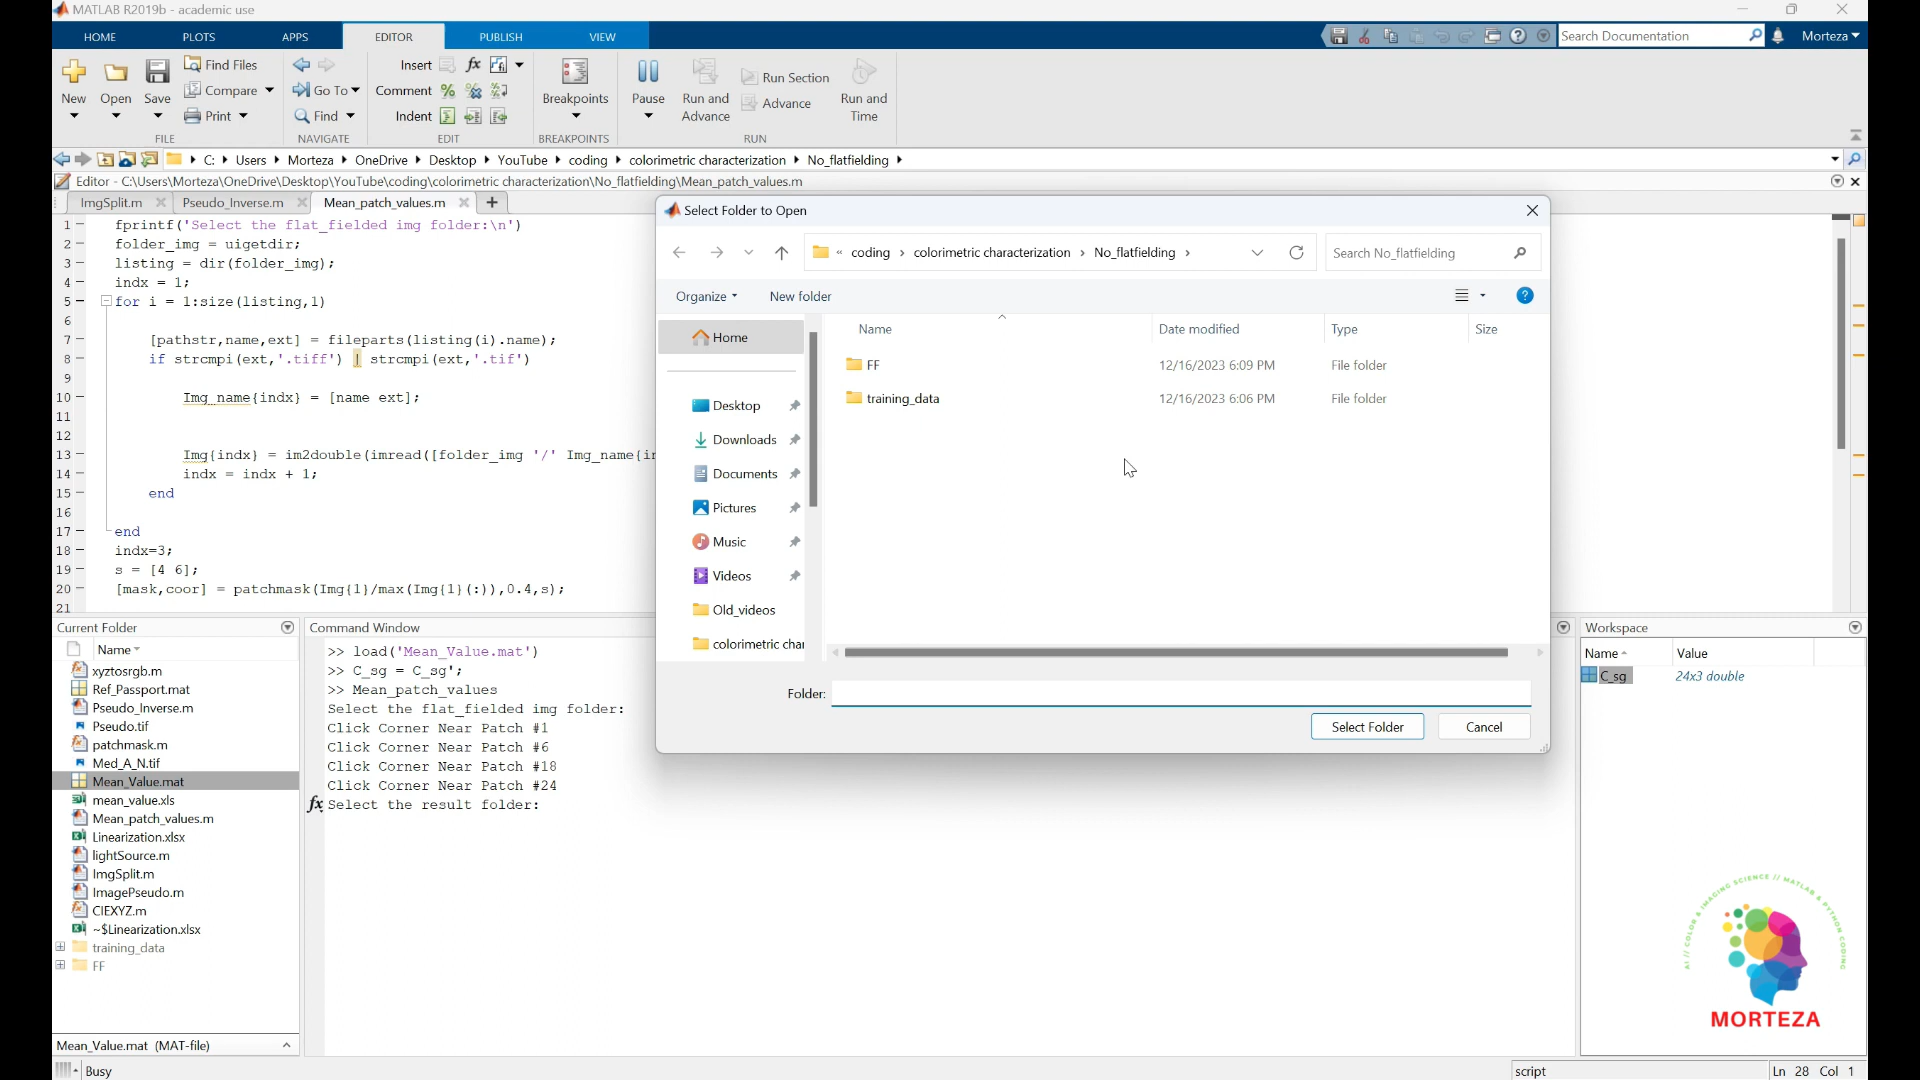 MATLAB R2019b - academic use
HOME PLOTS APPS EDITOR PUBLISH VIEW
Search Documentation
Morteza
New Open Save
Find Files
Compare
Print
FILE
Go To
Find
NAVIGATE
Insert
Comment
Indent
EDIT
Breakpoints
BREAKPOINTS
Pause
Run and Advance
Run Section
Advance
Run and Time
RUN
C: Users Morteza OneDrive Desktop YouTube coding colorimetric characterization No_flatfielding
Editor - C:\Users\Morteza\OneDrive\Desktop\YouTube\coding\colorimetric characterization\No_flatfielding\Mean_patch_values.m
ImgSplit.m Pseudo_Inverse.m Mean_patch_values.m
1 fprintf('Select the flat_fielded img folder:\n')
2 folder_img = uigetdir;
3 listing = dir(folder_img);
4 indx = 1;
5 for i = 1:size(listing,1)
6
7 [pathstr,name,ext] = fileparts(listing(i).name);
8 if strcmpi(ext,'.tiff') | strcmpi(ext,'.tif')
9
10 Img_name{indx} = [name ext];
11
12
13 Img{indx} = im2double(imread([folder_img '/' Img_name{in
14 indx = indx + 1;
15 end
16
17 end
18 indx=3;
19 s = [4 6];
20 [mask,coor] = patchmask(Img{1}/max(Img{1}(:)),0.4,s);
21
Select Folder to Open
« coding › colorimetric characterization › No_flatfielding ›
Search No_flatfielding
Organize New folder
Home
Desktop
Downloads
Documents
Pictures
Music
Videos
Old_videos
colorimetric char
Name Date modified Type Size
FF 12/16/2023 6:09 PM File folder
training_data 12/16/2023 6:06 PM File folder
Folder:
Select Folder Cancel
Current Folder
Name
xyztosrgb.m
Ref_Passport.mat
Pseudo_Inverse.m
Pseudo.tif
patchmask.m
Med_A_N.tif
Mean_Value.mat
mean_value.xls
Mean_patch_values.m
Linearization.xlsx
lightSource.m
ImgSplit.m
ImagePseudo.m
CIEXYZ.m
~$Linearization.xlsx
training_data
FF
Mean_Value.mat (MAT-file)
Command Window
>> load('Mean_Value.mat')
>> C_sg = C_sg';
>> Mean_patch_values
Select the flat_fielded img folder:
Click Corner Near Patch #1
Click Corner Near Patch #6
Click Corner Near Patch #18
Click Corner Near Patch #24
fx Select the result folder:
Workspace
Name Value
C_sg 24x3 double
AI // COLOR & IMAGING SCIENCE // MATLAB & PYTHON CODING
MORTEZA
Busy
script
Ln 28 Col 1